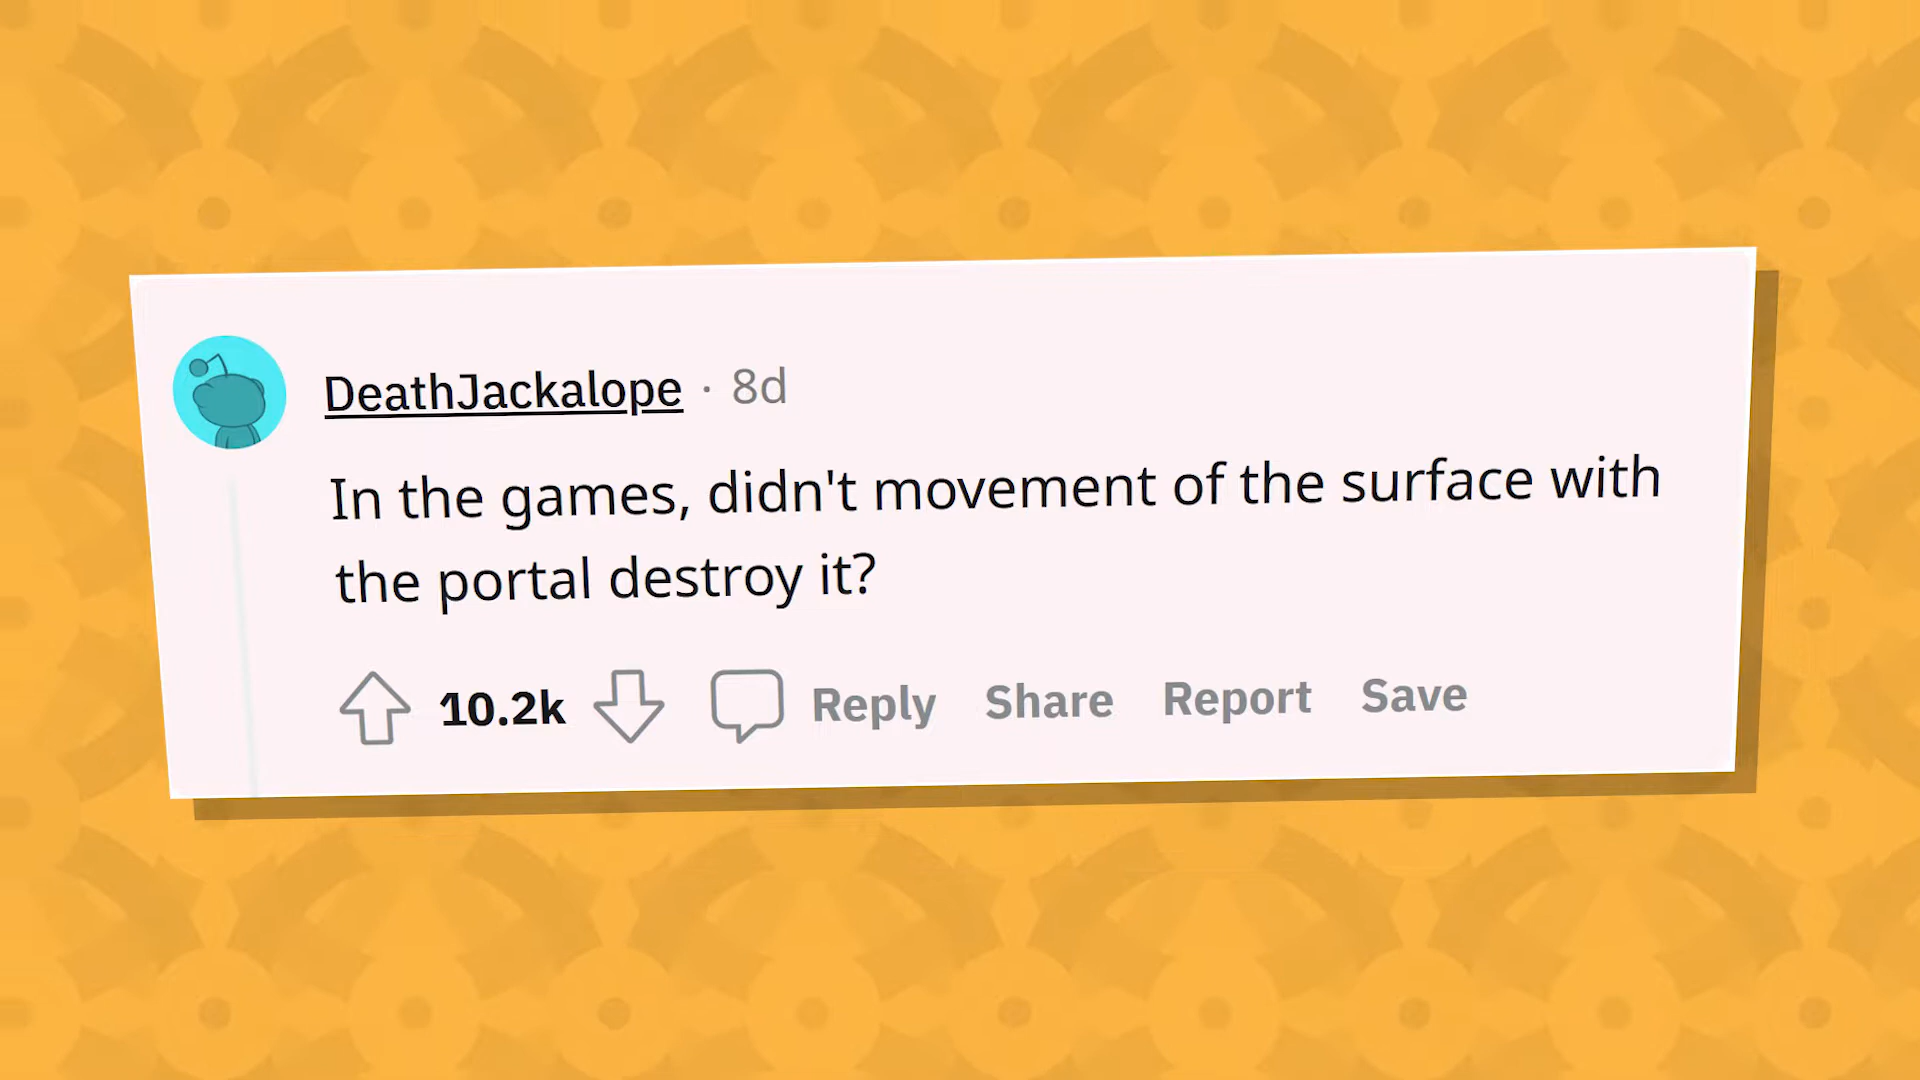 DeathJackalope · 8d
In the games, didn't movement of the surface with
the portal destroy it?
10.2k Reply Share Report Save